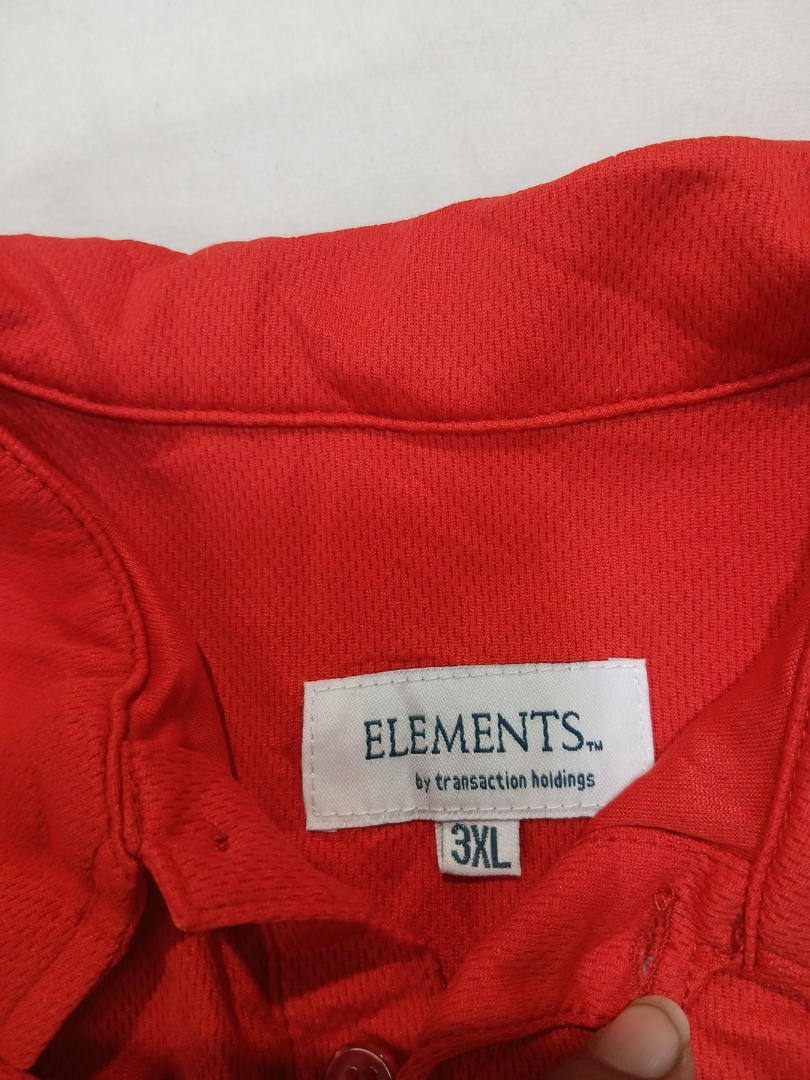 ELEMENTS™
by transaction holdings
3XL